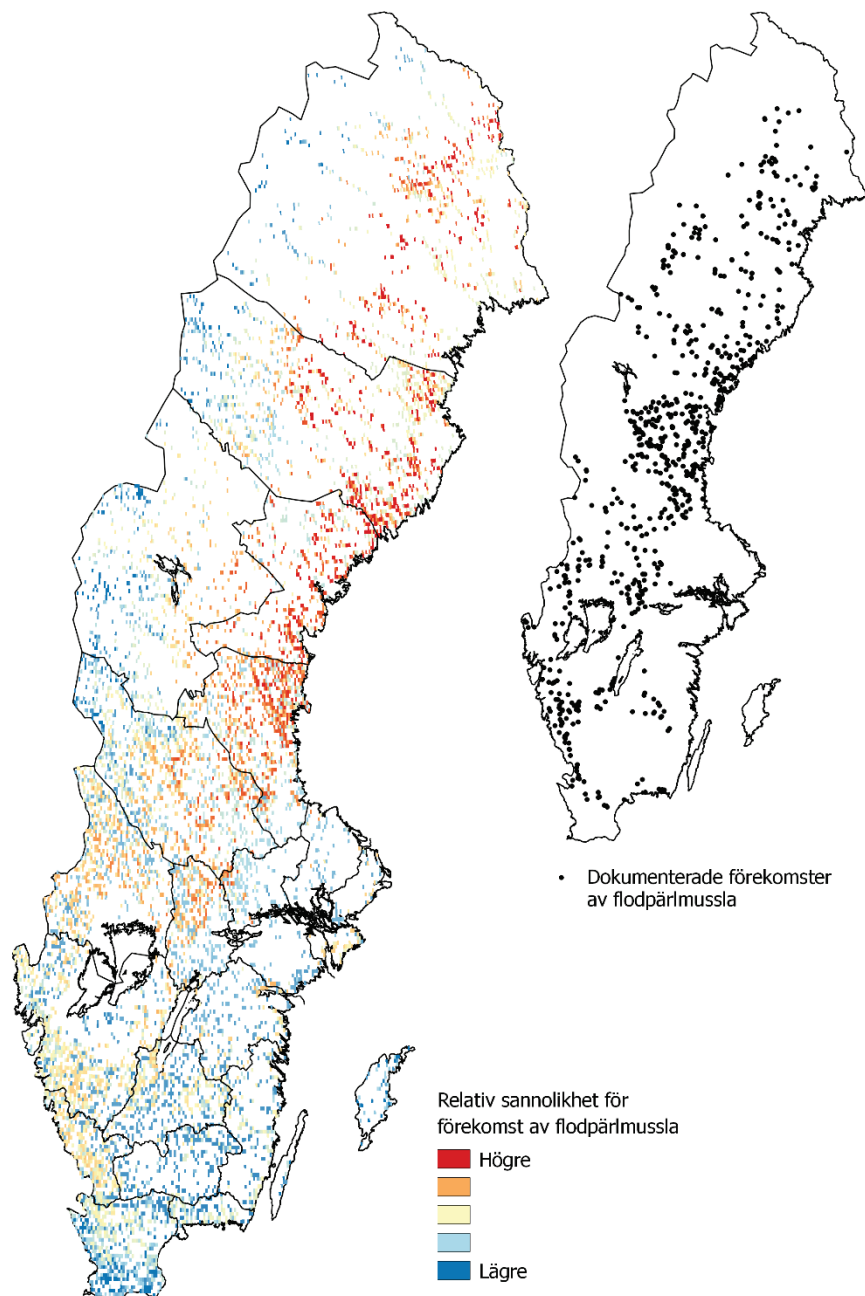 Dokumenterade förekomster
av flodpärlmussla
Relativ sannolikhet för
förekomst av flodpärlmussla
Högre
Lägre